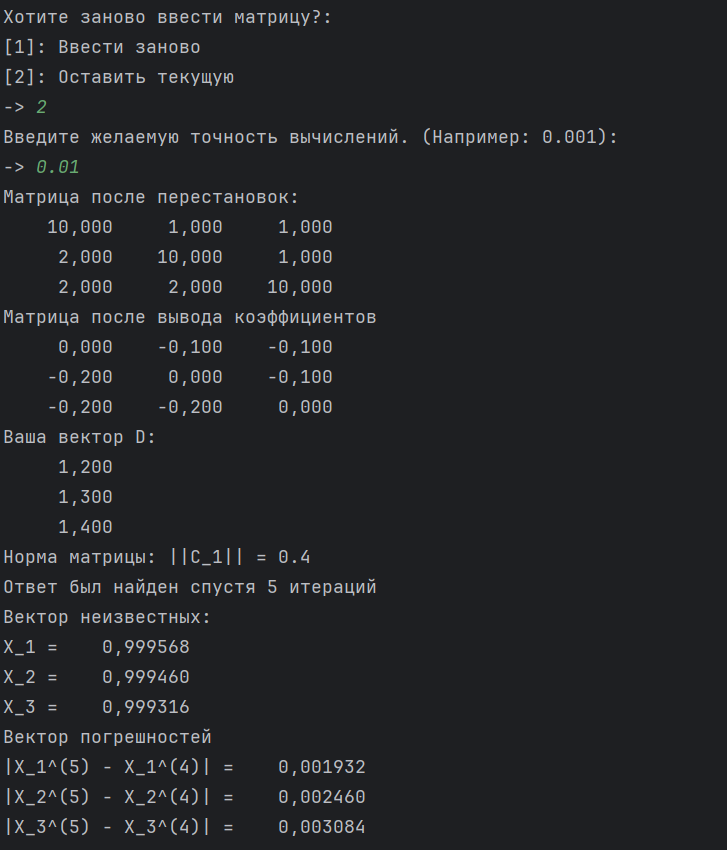 Хотите заново ввести матрицу?:
[1]: Ввести заново
[2]: Оставить текущую
-> 2
Введите желаемую точность вычислений. (Например: 0.001):
-> 0.01
Матрица после перестановок:
10,000 1,000 1,000
2,000 10,000 1,000
2,000 2,000 10,000
Матрица после вывода коэффициентов
0,000 -0,100 -0,100
-0,200 0,000 -0,100
-0,200 -0,200 0,000
Ваша вектор D:
1,200
1,300
1,400
Норма матрицы: ||C_1|| = 0.4
Ответ был найден спустя 5 итераций
Вектор неизвестных:
X_1 = 0,999568
X_2 = 0,999460
X_3 = 0,999316
Вектор погрешностей
|X_1^(5) - X_1^(4)| = 0,001932
|X_2^(5) - X_2^(4)| = 0,002460
|X_3^(5) - X_3^(4)| = 0,003084